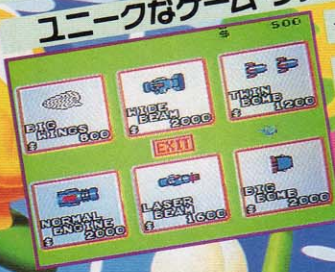 ユニークなゲーム
$ 500
BIG
WINGS
$ 800
WIDE
BEAM
$ 2000
TWIN
BOMB
$ 1200
EXIT
NORMAL
ENGINE
$ 2000
LASER
BEAM
$ 1600
BIG
BOMB
$ 2000